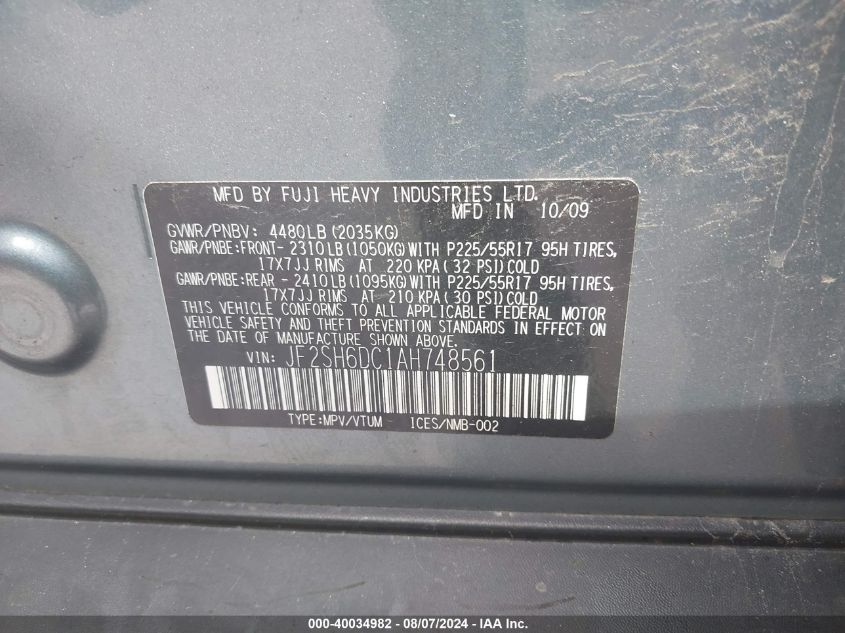 MFD BY FUJI HEAVY INDUSTRIES LTD.
MFD IN 10/09
GVWR/PNBV: 4480LB(2035KG)
GAWR/PNBE:FRONT- 2310LB(1050KG)WITH P225/55R17 95H TIRES,
17X7JJ RIMS AT 220 KPA(32 PSI)COLD
GAWR/PNBE:REAR - 2410LB(1095KG)WITH P225/55R17 95H TIRES,
17X7JJ RIMS AT 210 KPA(30 PSI)COLD
THIS VEHICLE CONFORMS TO ALL APPLICABLE FEDERAL MOTOR
VEHICLE SAFETY AND THEFT PREVENTION STANDARDS IN EFFECT ON
THE DATE OF MANUFACTURE SHOWN ABOVE.
VIN: JF2SH6DC1AH748561
TYPE:MPV/VTUM ICES/NMB-002
000-40034982 - 08/07/2024 - IAA Inc.